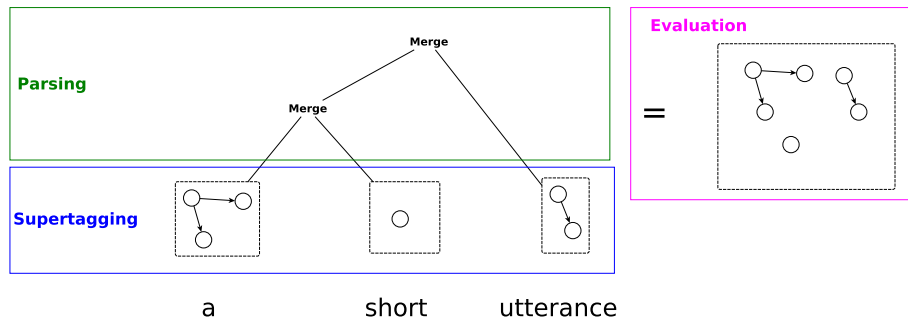 Evaluation
Merge
Parsing
Merge
=
Supertagging
a short utterance